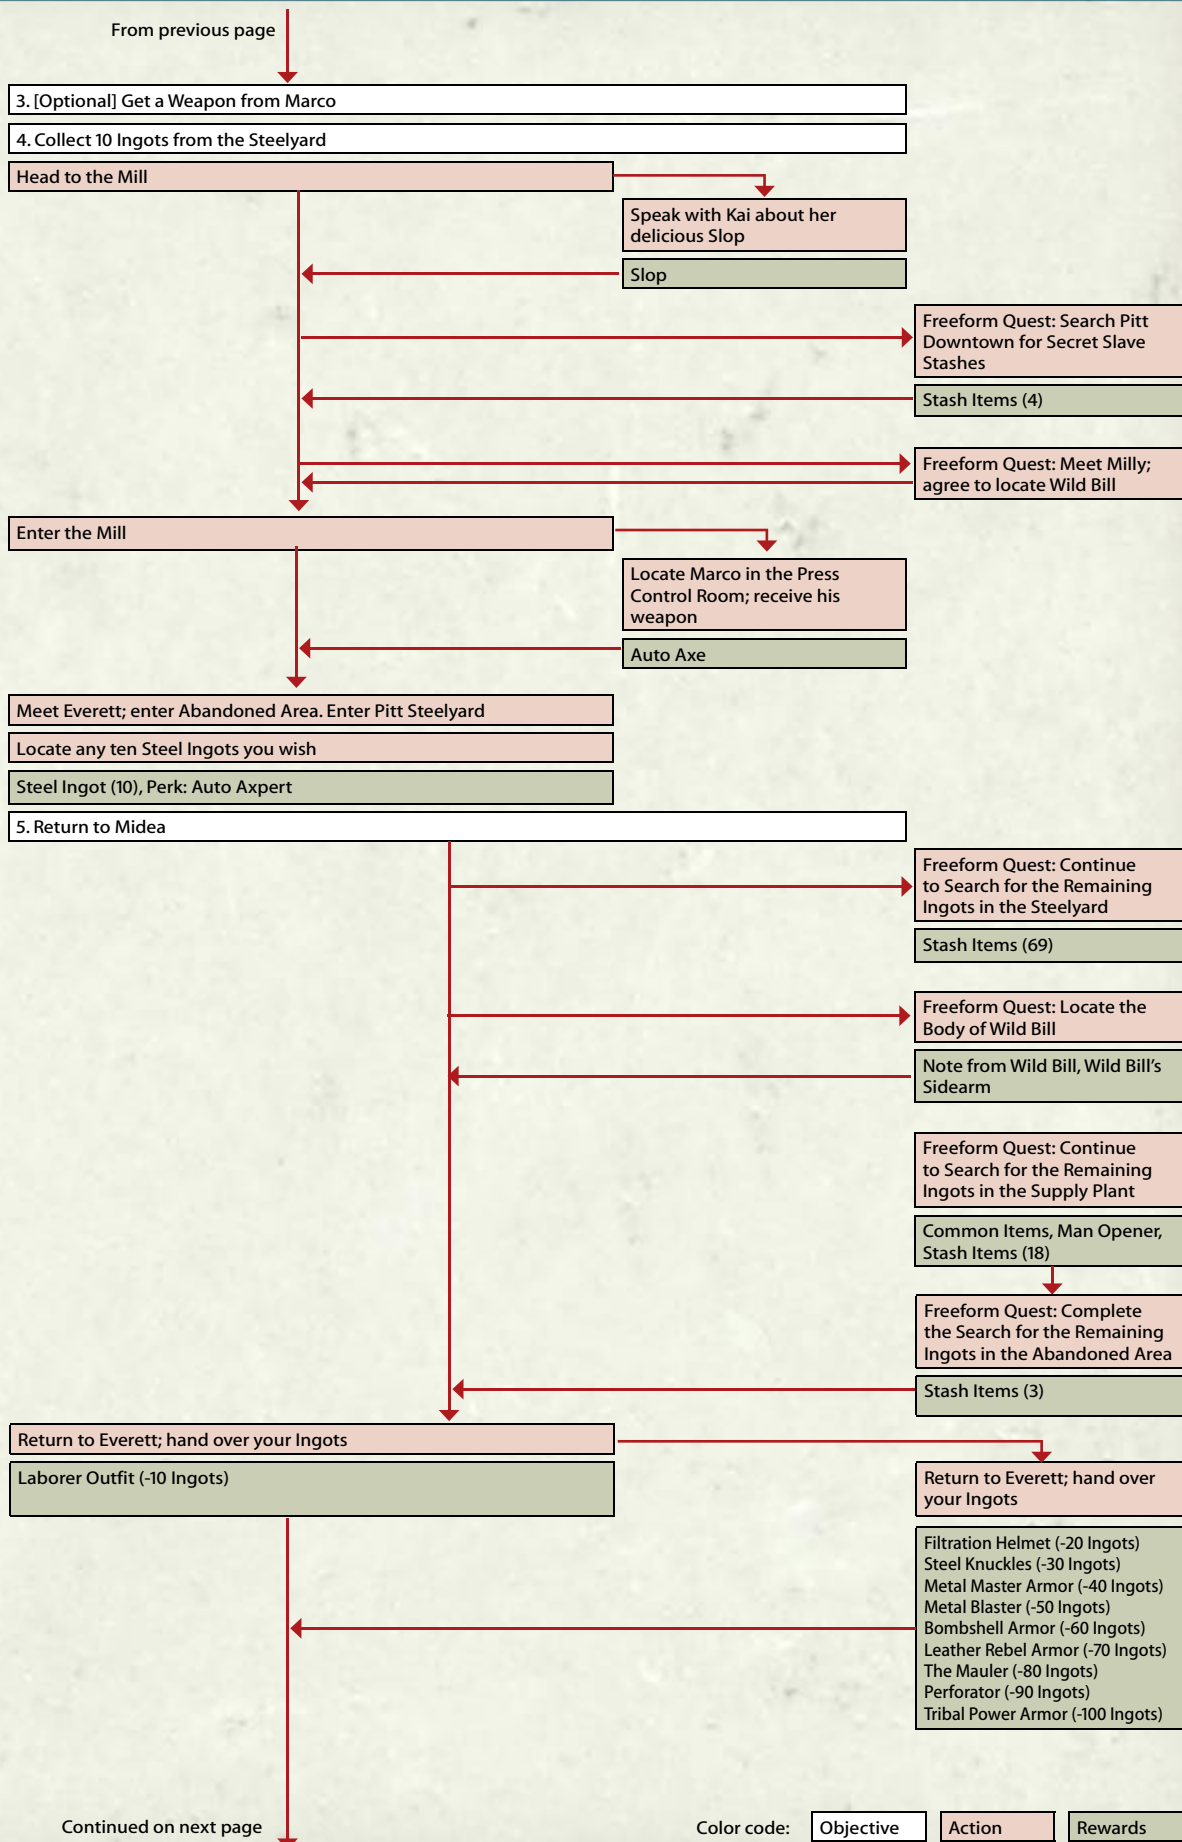 From previous page
3. [Optional] Get a Weapon from Marco
4. Collect 10 Ingots from the Steelyard
Head to the Mill
Speak with Kai about her
delicious Slop
Slop
Freeform Quest: Search Pitt
Downtown for Secret Slave
Stashes
Stash Items (4)
Freeform Quest: Meet Milly;
agree to locate Wild Bill
Enter the Mill
Locate Marco in the Press
Control Room; receive his
weapon
Auto Axe
Meet Everett; enter Abandoned Area. Enter Pitt Steelyard
Locate any ten Steel Ingots you wish
Steel Ingot (10), Perk: Auto Axpert
5. Return to Midea
Freeform Quest: Continue
to Search for the Remaining
Ingots in the Steelyard
Stash Items (69)
Freeform Quest: Locate the
Body of Wild Bill
Note from Wild Bill, Wild Bill's
Sidearm
Freeform Quest: Continue
to Search for the Remaining
Ingots in the Supply Plant
Common Items, Man Opener,
Stash Items (18)
Freeform Quest: Complete
the Search for the Remaining
Ingots in the Abandoned Area
Stash Items (3)
Return to Everett; hand over your Ingots
Laborer Outfit (-10 Ingots)
Return to Everett; hand over
your Ingots
Filtration Helmet (-20 Ingots)
Steel Knuckles (-30 Ingots)
Metal Master Armor (-40 Ingots)
Metal Blaster (-50 Ingots)
Bombshell Armor (-60 Ingots)
Leather Rebel Armor (-70 Ingots)
The Mauler (-80 Ingots)
Perforator (-90 Ingots)
Tribal Power Armor (-100 Ingots)
Continued on next page
Color code: Objective Action Rewards